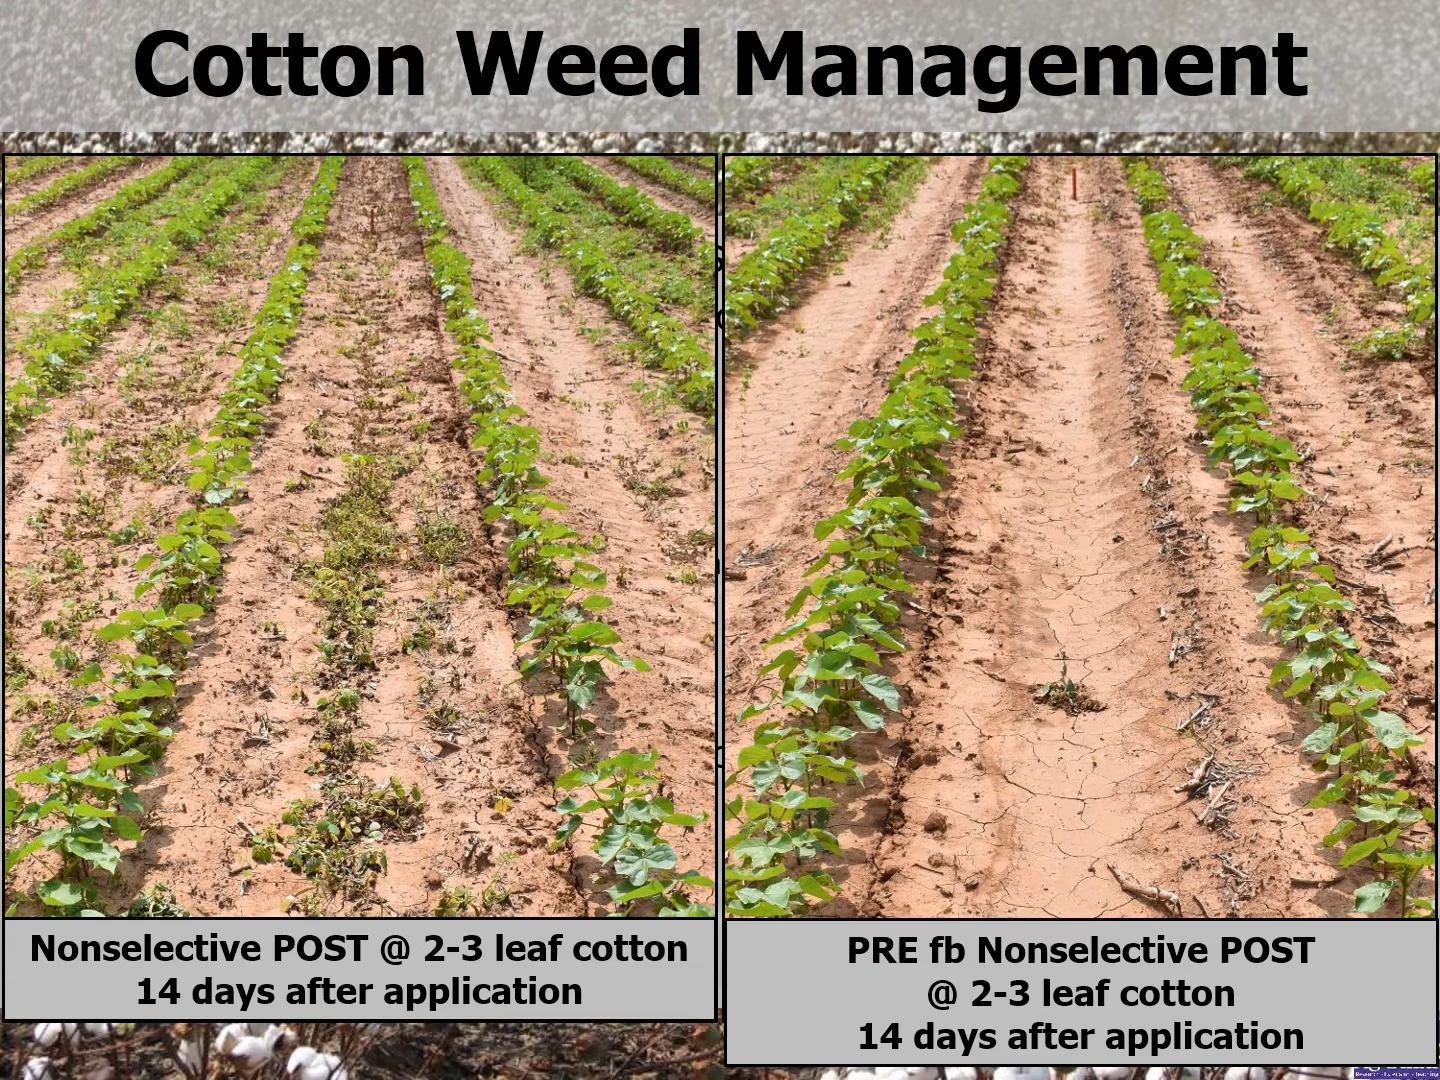 Cotton Weed Management
Nonselective POST @ 2-3 leaf cotton
14 days after application
PRE fb Nonselective POST
@ 2-3 leaf cotton
14 days after application